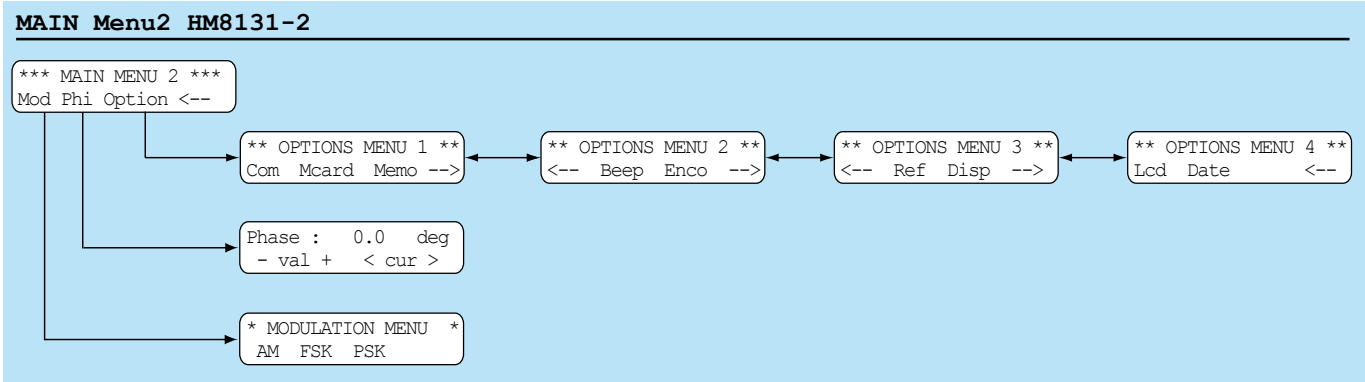 MAIN Menu2 HM8131-2
*** MAIN MENU 2 ***
Mod Phi Option <--
** OPTIONS MENU 1 **
Com Mcard Memo -->
** OPTIONS MENU 2 **
<-- Beep Enco -->
** OPTIONS MENU 3 **
<-- Ref Disp -->
** OPTIONS MENU 4 **
Lcd Date <--
Phase : 0.0 deg
- val + < cur >
* MODULATION MENU *
AM FSK PSK